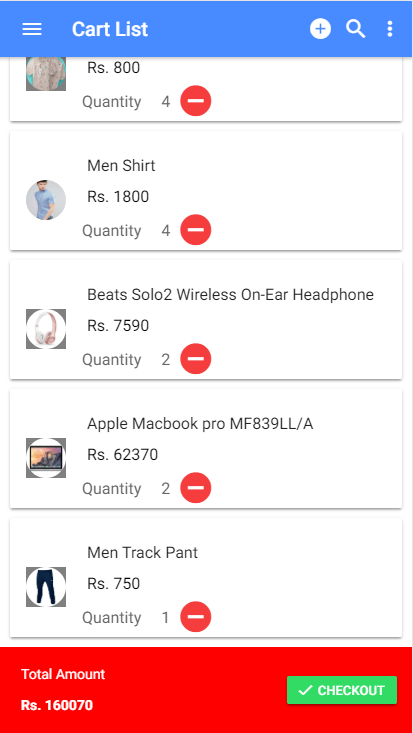 Cart List
Rs. 800
Quantity 4
Men Shirt
Rs. 1800
Quantity 4
Beats Solo2 Wireless On-Ear Headphone
Rs. 7590
Quantity 2
Apple Macbook pro MF839LL/A
Rs. 62370
Quantity 2
Men Track Pant
Rs. 750
Quantity 1
Total Amount
Rs. 160070
CHECKOUT